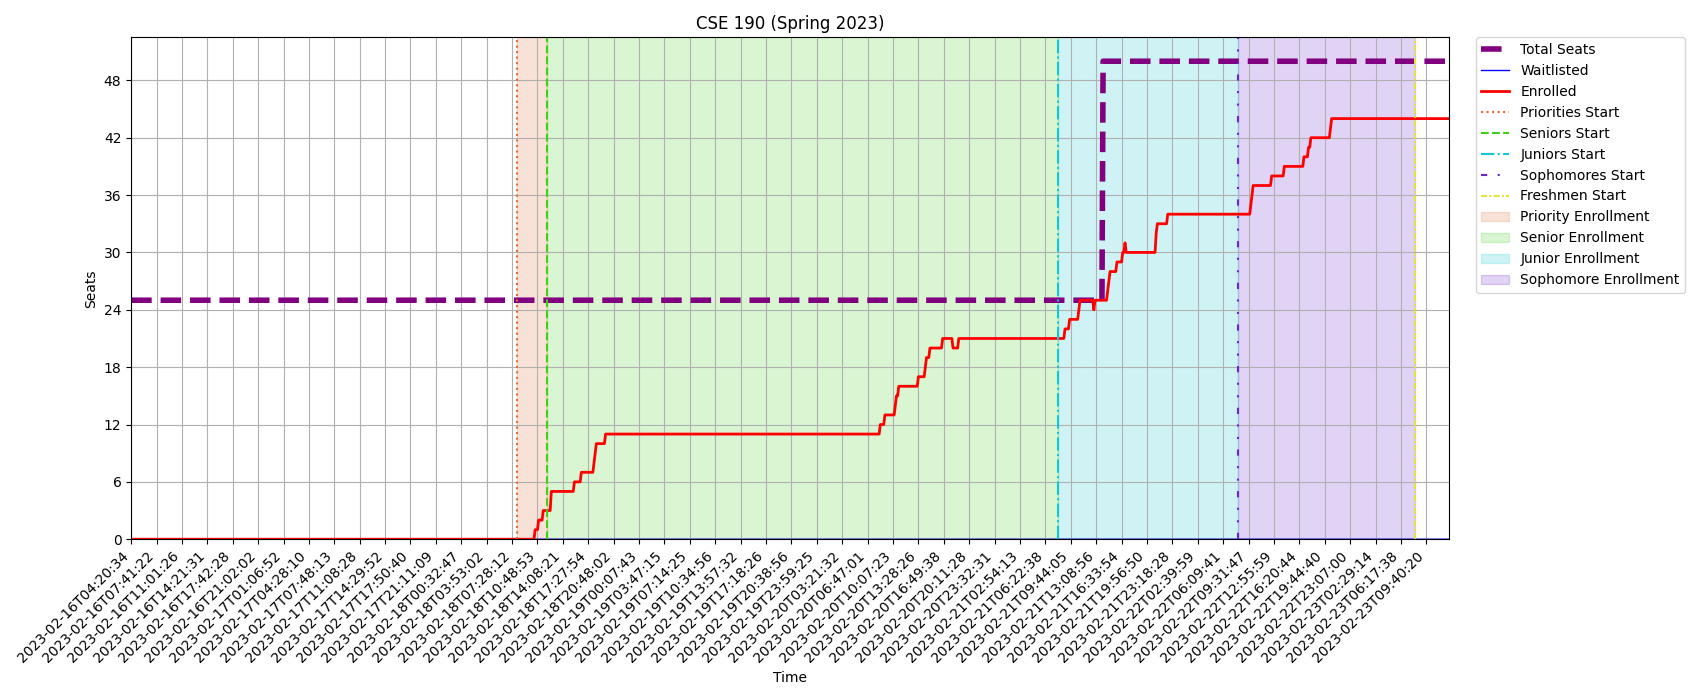 CSE 190 (Spring 2023)
Seats
48
42
36
30
24
18
12
6
0
2023-02-16T04:20:34
2023-02-16T07:41:22
2023-02-16T11:01:26
2023-02-16T14:21:31
2023-02-16T17:42:28
2023-02-16T21:02:02
2023-02-17T01:06:52
2023-02-17T04:28:10
2023-02-17T07:48:13
2023-02-17T11:08:28
2023-02-17T14:29:52
2023-02-17T17:50:40
2023-02-17T21:11:09
2023-02-18T00:32:47
2023-02-18T03:53:02
2023-02-18T07:28:12
2023-02-18T10:48:53
2023-02-18T14:08:21
2023-02-18T17:27:54
2023-02-18T20:48:02
2023-02-19T00:07:43
2023-02-19T03:47:15
2023-02-19T07:14:25
2023-02-19T10:34:56
2023-02-19T13:57:32
2023-02-19T17:18:26
2023-02-19T20:38:56
2023-02-19T23:59:25
2023-02-20T03:21:32
2023-02-20T06:47:01
2023-02-20T10:07:23
2023-02-20T13:28:26
2023-02-20T16:49:38
2023-02-20T20:11:28
2023-02-20T23:32:31
2023-02-21T02:54:13
2023-02-21T06:22:38
2023-02-21T09:44:05
2023-02-21T13:08:56
2023-02-21T16:33:54
2023-02-21T19:56:50
2023-02-21T23:18:28
2023-02-22T02:39:59
2023-02-22T06:09:41
2023-02-22T09:31:47
2023-02-22T12:55:59
2023-02-22T16:20:44
2023-02-22T19:44:40
2023-02-22T23:07:00
2023-02-23T02:29:14
2023-02-23T06:17:38
2023-02-23T09:40:20
Time
Total Seats
Waitlisted
Enrolled
Priorities Start
Seniors Start
Juniors Start
Sophomores Start
Freshmen Start
Priority Enrollment
Senior Enrollment
Junior Enrollment
Sophomore Enrollment